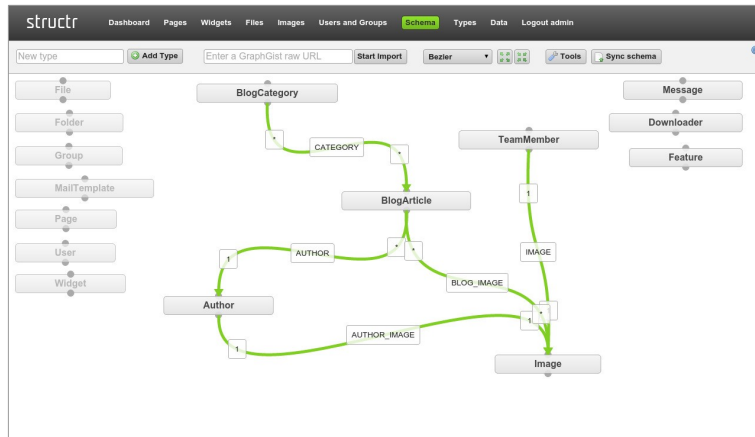 structr Dashboard Pages Widgets Files Images Users and Groups Schema Types Data Logout admin
New type Add Type Enter a GraphGist raw URL Start Import Bezier Tools Sync schema
File
Folder
Group
MailTemplate
Page
User
Widget
BlogCategory
* CATEGORY *
BlogArticle
TeamMember
1
IMAGE
* AUTHOR 1
* BLOG_IMAGE *
Author
1 AUTHOR_IMAGE 1
Image
Message
Downloader
Feature